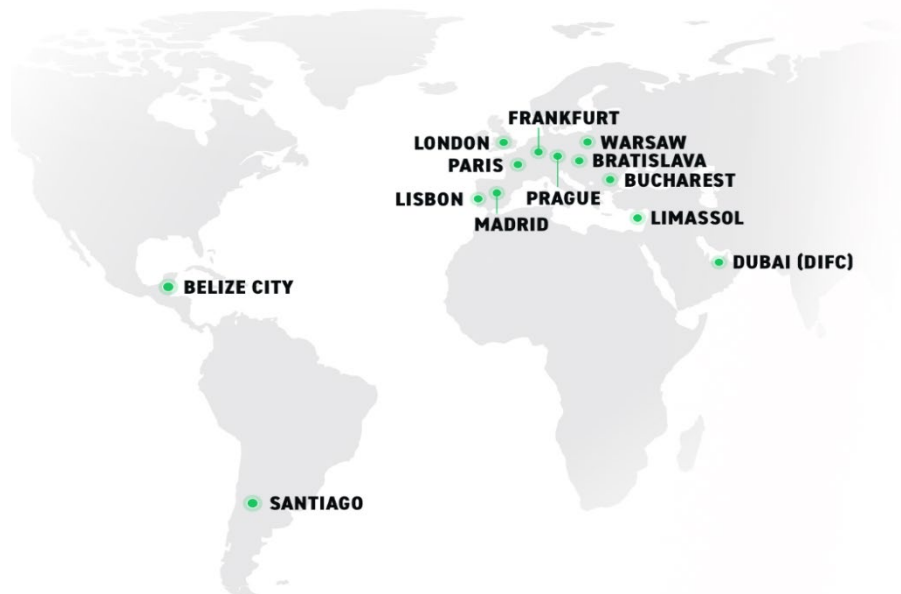 FRANKFURT
LONDON
WARSAW
PARIS
BRATISLAVA
BUCHAREST
LISBON
PRAGUE
MADRID
LIMASSOL
DUBAI (DIFC)
BELIZE CITY
SANTIAGO